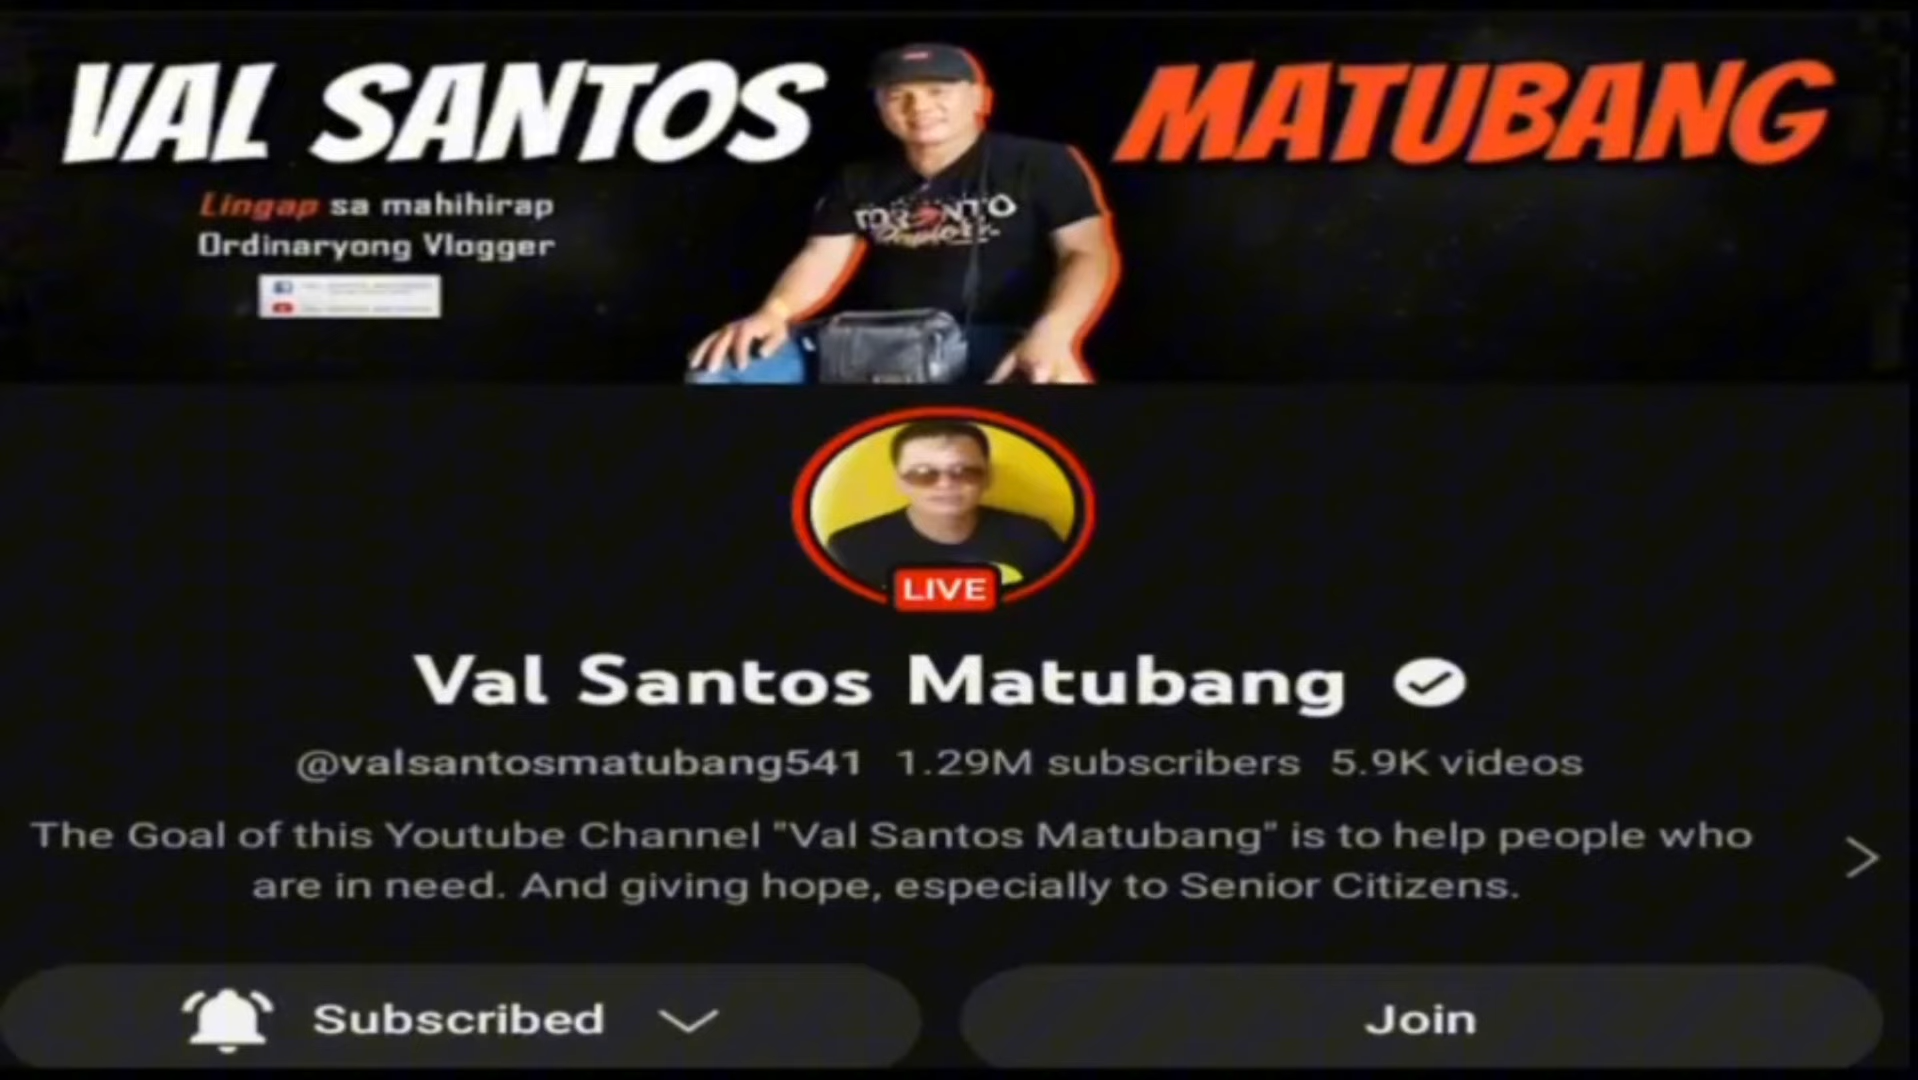 VAL SANTOS MATUBANG
Lingap sa mahihirap
Ordinaryong Vlogger
TORONTO
LIVE
Val Santos Matubang
@valsantosmatubang541 1.29M subscribers 5.9K videos
The Goal of this Youtube Channel "Val Santos Matubang" is to help people who
are in need. And giving hope, especially to Senior Citizens.
Subscribed
Join